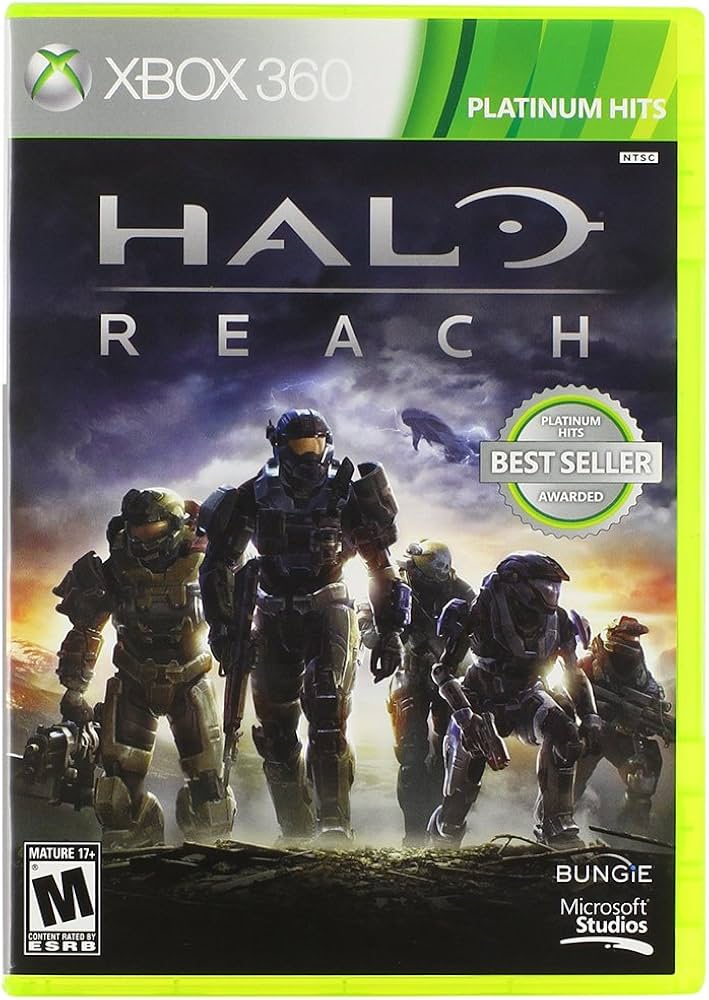 XBOX 360
PLATINUM HITS
NTSC
HALO
REACH
PLATINUM
HITS
BEST SELLER
AWARDED
MATURE 17+
M
CONTENT RATED BY
ESRB
BUNGiE
Microsoft®
Studios